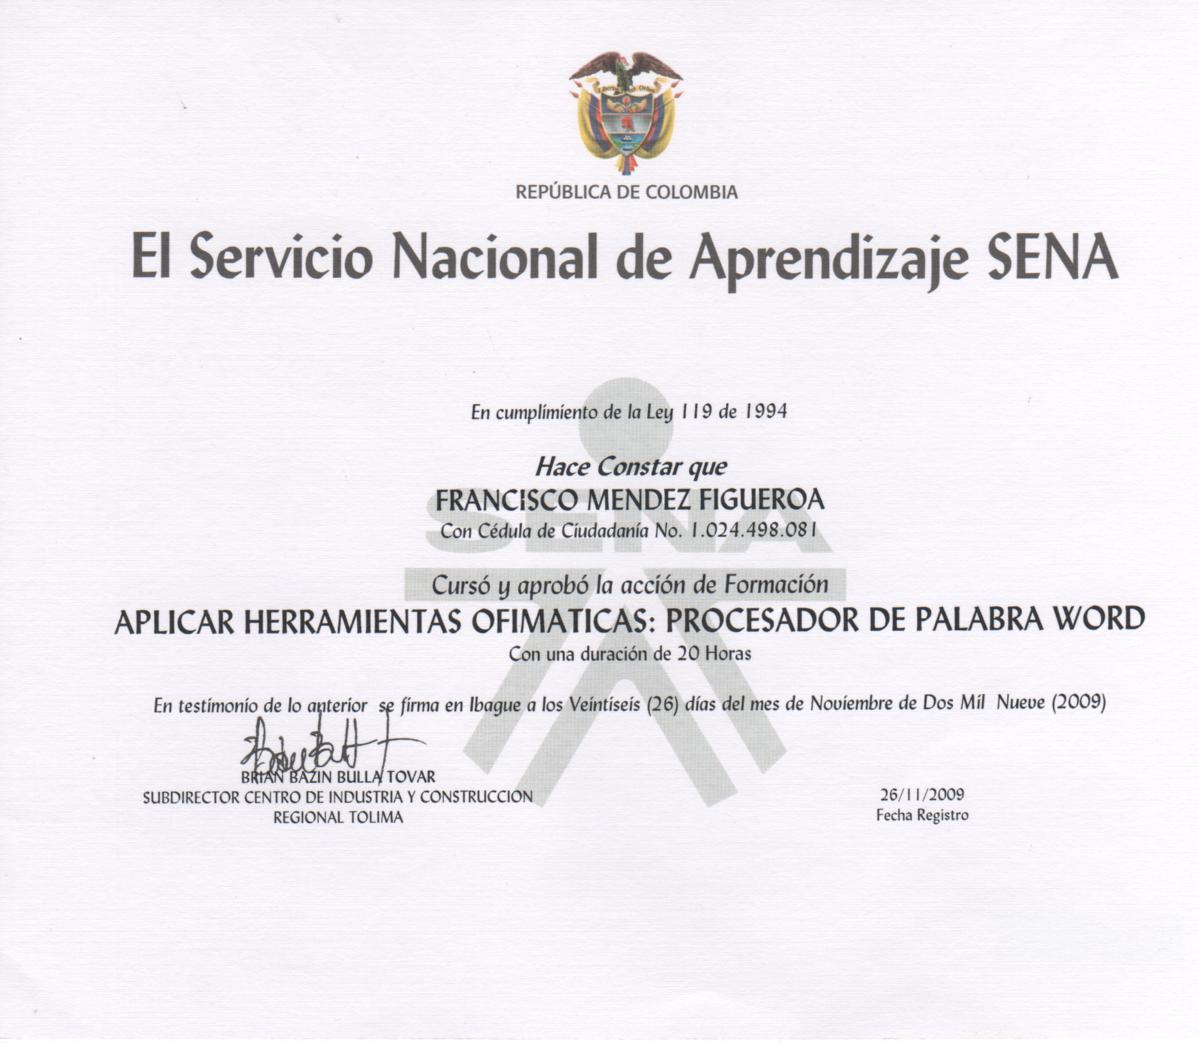 REPÚBLICA DE COLOMBIA
El Servicio Nacional de Aprendizaje SENA
En cumplimiento de la Ley 119 de 1994
Hace Constar que
FRANCISCO MENDEZ FIGUEROA
Con Cédula de Ciudadanía No. 1.024.498.081
SENA
Cursó y aprobó la acción de Formación
APLICAR HERRAMIENTAS OFIMATICAS: PROCESADOR DE PALABRA WORD
Con una duración de 20 Horas
En testimonio de lo anterior se firma en Ibague a los Veintiseis (26) días del mes de Noviembre de Dos Mil Nueve (2009)
BRIAN BAZIN BULLA TOVAR
SUBDIRECTOR CENTRO DE INDUSTRIA Y CONSTRUCCION
REGIONAL TOLIMA
26/11/2009
Fecha Registro